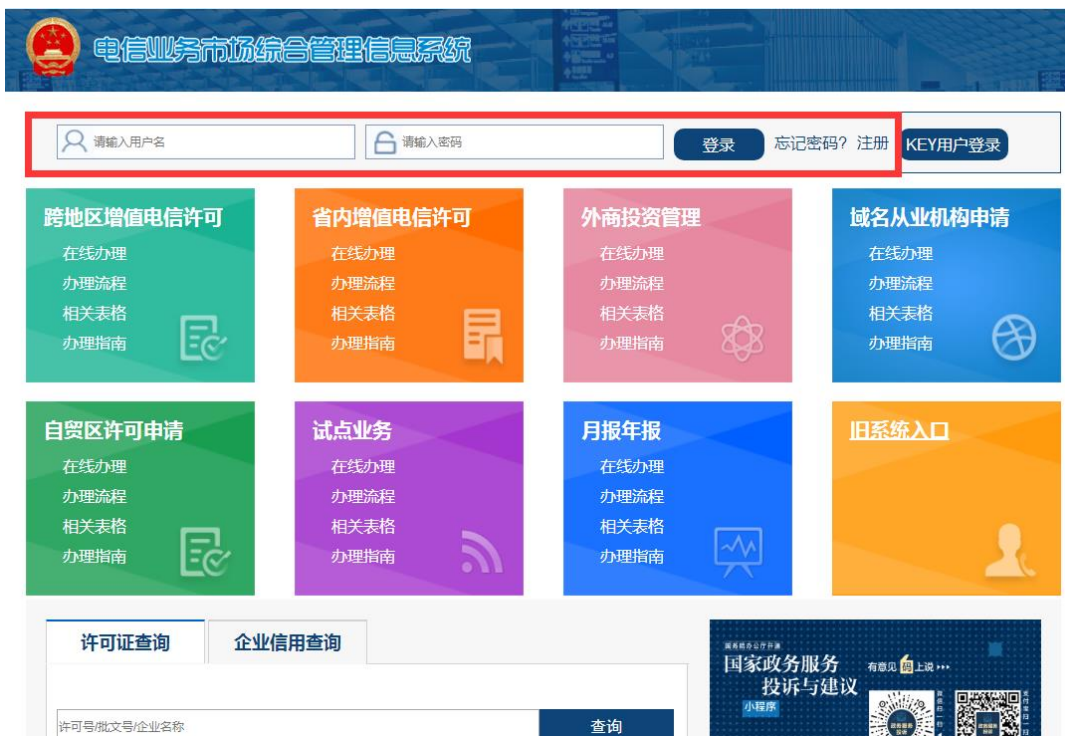 电信业务市场综合管理信息系统
请输入用户名 请输入密码 登录 忘记密码? 注册 KEY用户登录
跨地区增值电信许可
在线办理
办理流程
相关表格
办理指南
省内增值电信许可
在线办理
办理流程
相关表格
办理指南
外商投资管理
在线办理
办理流程
相关表格
办理指南
域名从业机构申请
在线办理
办理流程
相关表格
办理指南
自贸区许可申请
在线办理
办理流程
相关表格
办理指南
试点业务
在线办理
办理流程
相关表格
办理指南
月报年报
在线办理
办理流程
相关表格
办理指南
旧系统入口
许可证查询 企业信用查询
许可号/批文号/企业名称 查询
国务院办公厅开通
国家政务服务
投诉与建议
小程序
有意见 码上说 •••